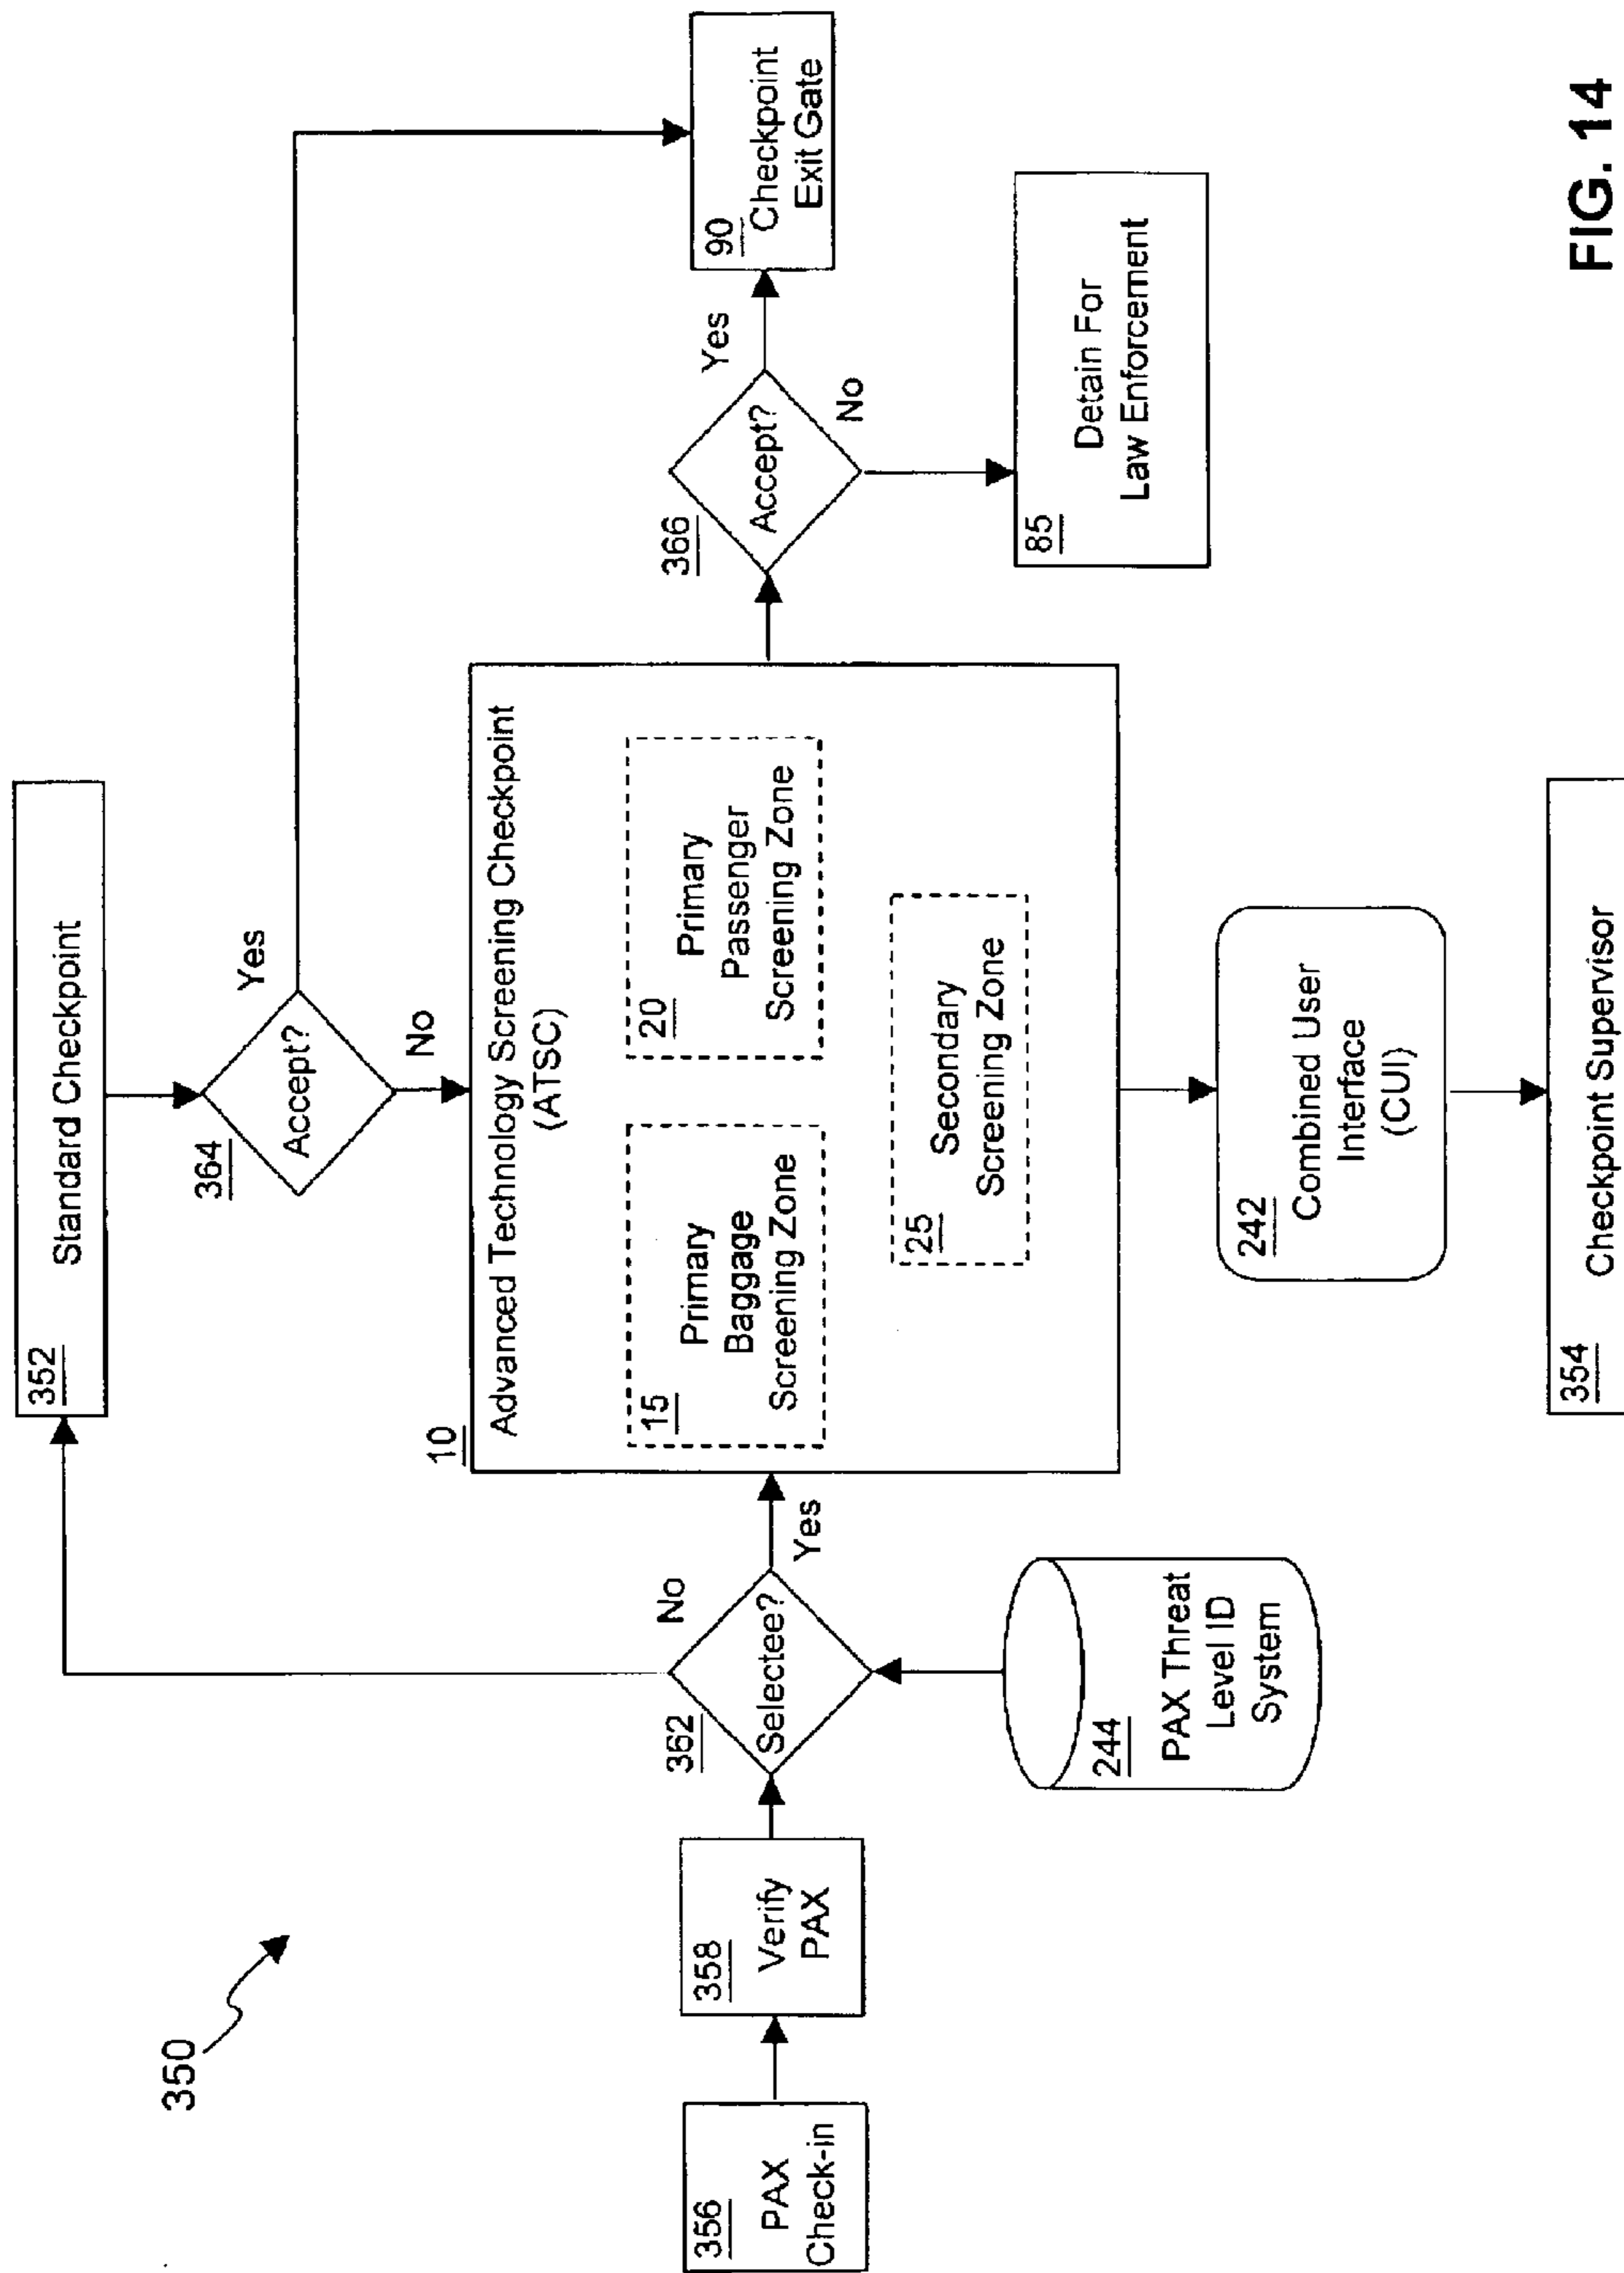 350
352
Standard Checkpoint
364
Accept?
Yes
No
356
PAX
Check-in
358
Verify
PAX
362
Selectee?
No
Yes
244
PAX Threat
Level ID
System
10
Advanced Technology Screening Checkpoint
(ATSC)
15
Primary
Baggage
Screening Zone
20
Primary
Passenger
Screening Zone
25
Secondary
Screening Zone
242
Combined User
Interface
(CUI)
354
Checkpoint Supervisor
366
Accept?
Yes
No
90
Checkpoint
Exit Gate
85
Detain For
Law Enforcement
FIG. 14